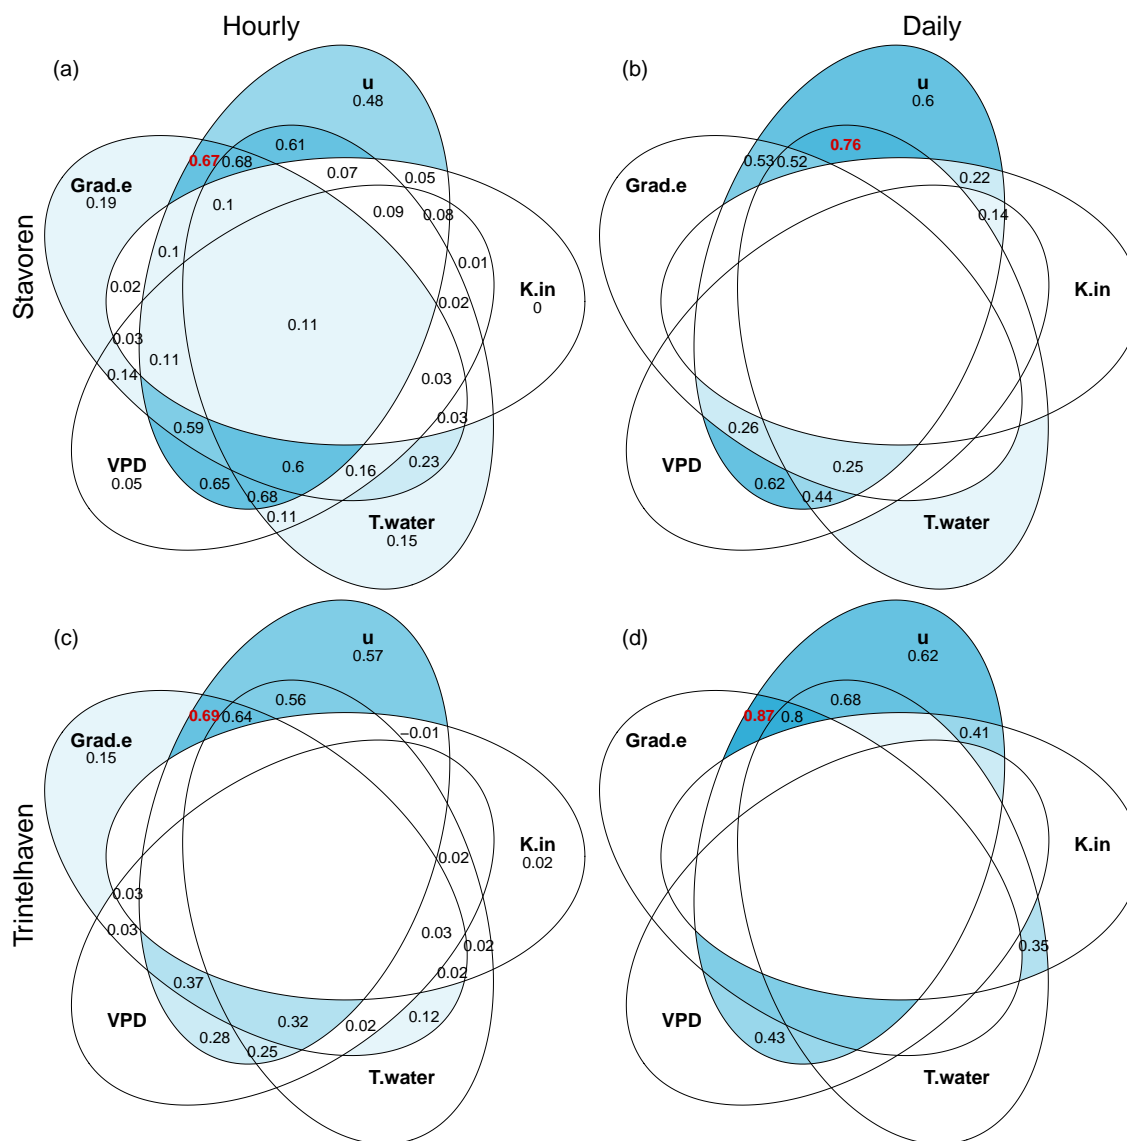 Hourly
Daily
Stavoren
Trintelhaven
(a)
u
0.48
0.61
0.67
0.68
Grad.e
0.19
0.07
0.05
0.1
0.09
0.08
0.1
0.01
0.02
K.in
0
0.02
0.11
0.03
0.11
0.14
0.03
0.03
0.59
VPD
0.05
0.6
0.16
0.23
0.65
0.68
0.11
T.water
0.15
(b)
u
0.6
0.76
0.53
0.52
Grad.e
0.22
0.14
K.in
0.26
VPD
0.25
0.62
0.44
T.water
(c)
u
0.57
0.56
0.69
0.64
Grad.e
0.15
−0.01
K.in
0.02
0.02
0.03
0.03
0.03
0.02
0.02
0.37
VPD
0.32
0.02
0.12
0.28
0.25
T.water
(d)
u
0.62
0.68
0.87
0.8
Grad.e
0.41
K.in
0.35
VPD
0.43
T.water